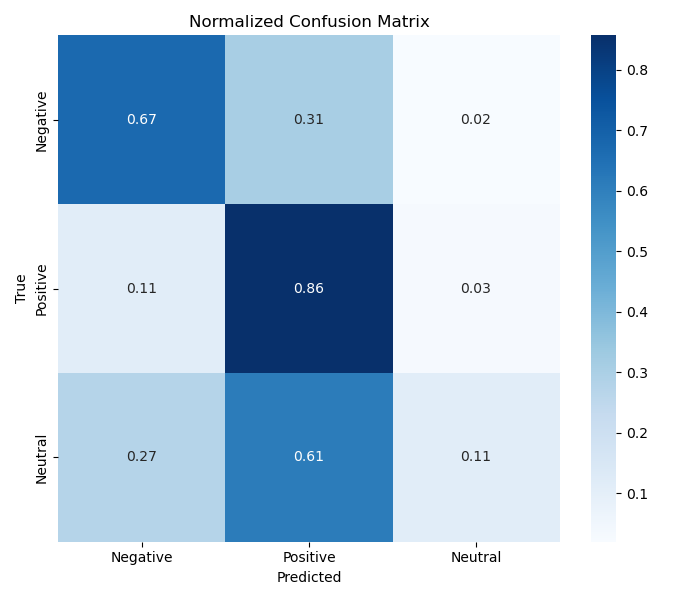 Normalized Confusion Matrix
Negative
0.67 0.31 0.02
True
Positive
0.11 0.86 0.03
Neutral
0.27 0.61 0.11
Negative Positive Neutral
Predicted
0.8
0.7
0.6
0.5
0.4
0.3
0.2
0.1